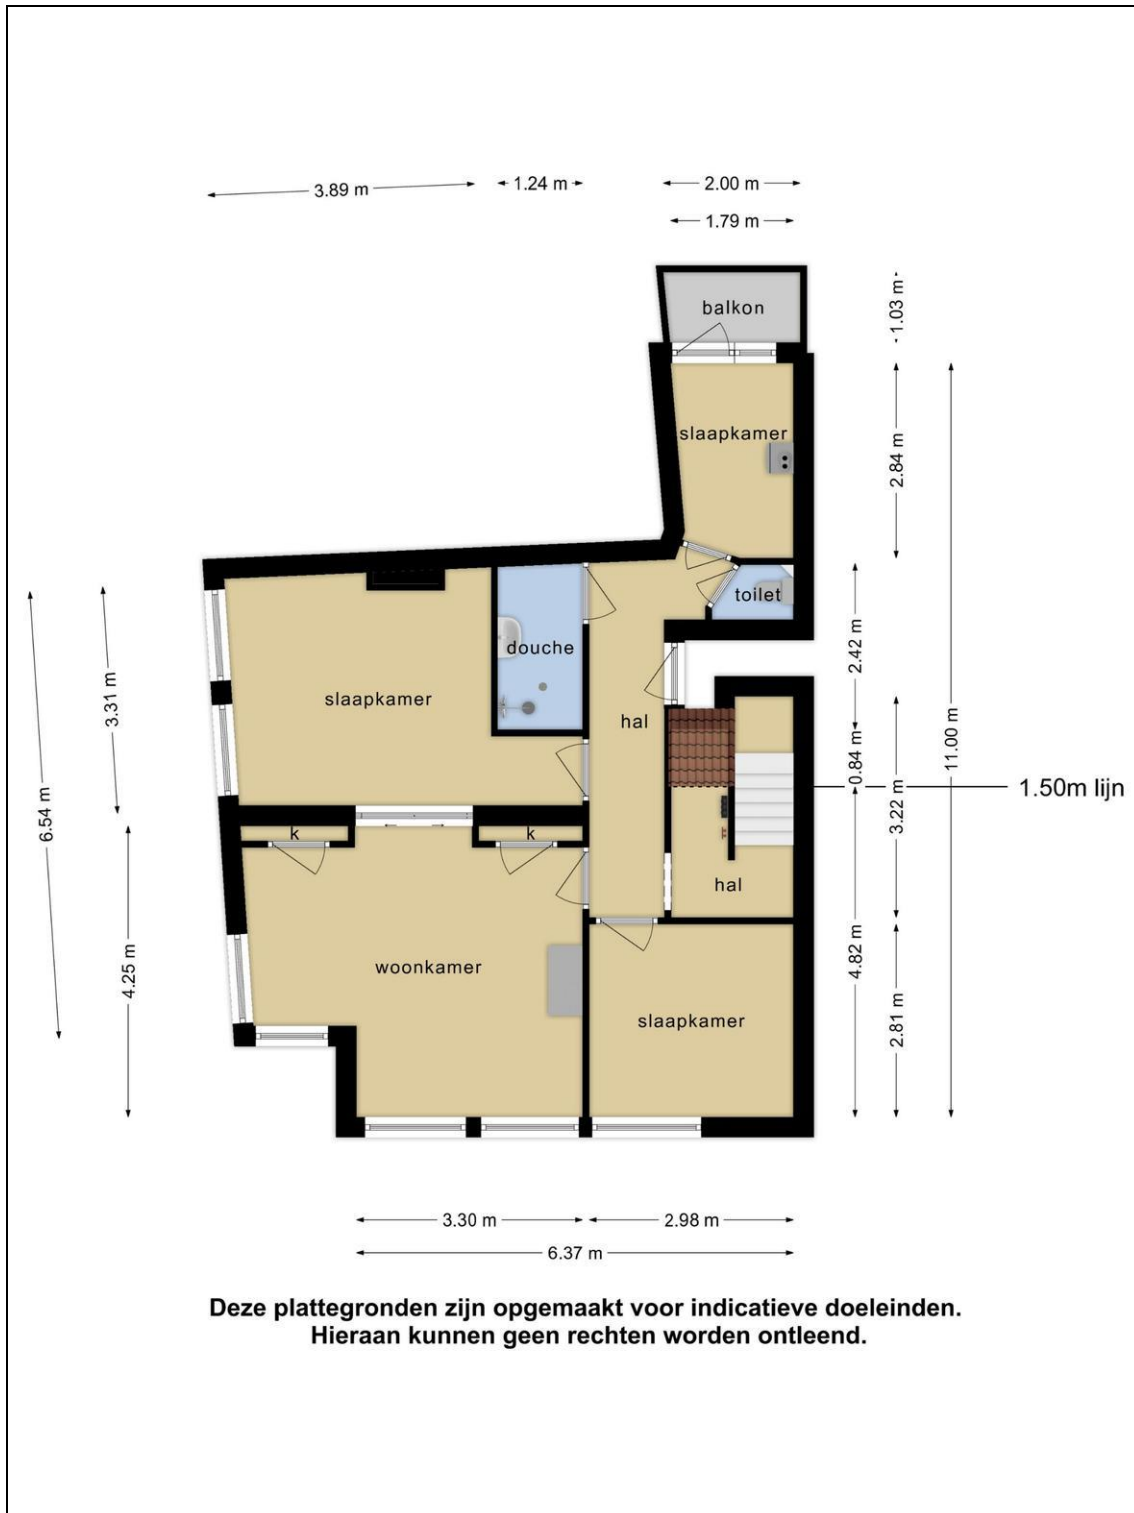 3.89 m
1.24 m
2.00 m
1.79 m
balkon
1.03 m
slaapkamer
2.84 m
toilet
douche
2.42 m
slaapkamer
3.31 m
hal
11.00 m
0.84 m
3.22 m
1.50m lijn
6.54 m
k
k
hal
woonkamer
4.25 m
4.82 m
slaapkamer
2.81 m
3.30 m
2.98 m
6.37 m
Deze plattegronden zijn opgemaakt voor indicatieve doeleinden.
Hieraan kunnen geen rechten worden ontleend.